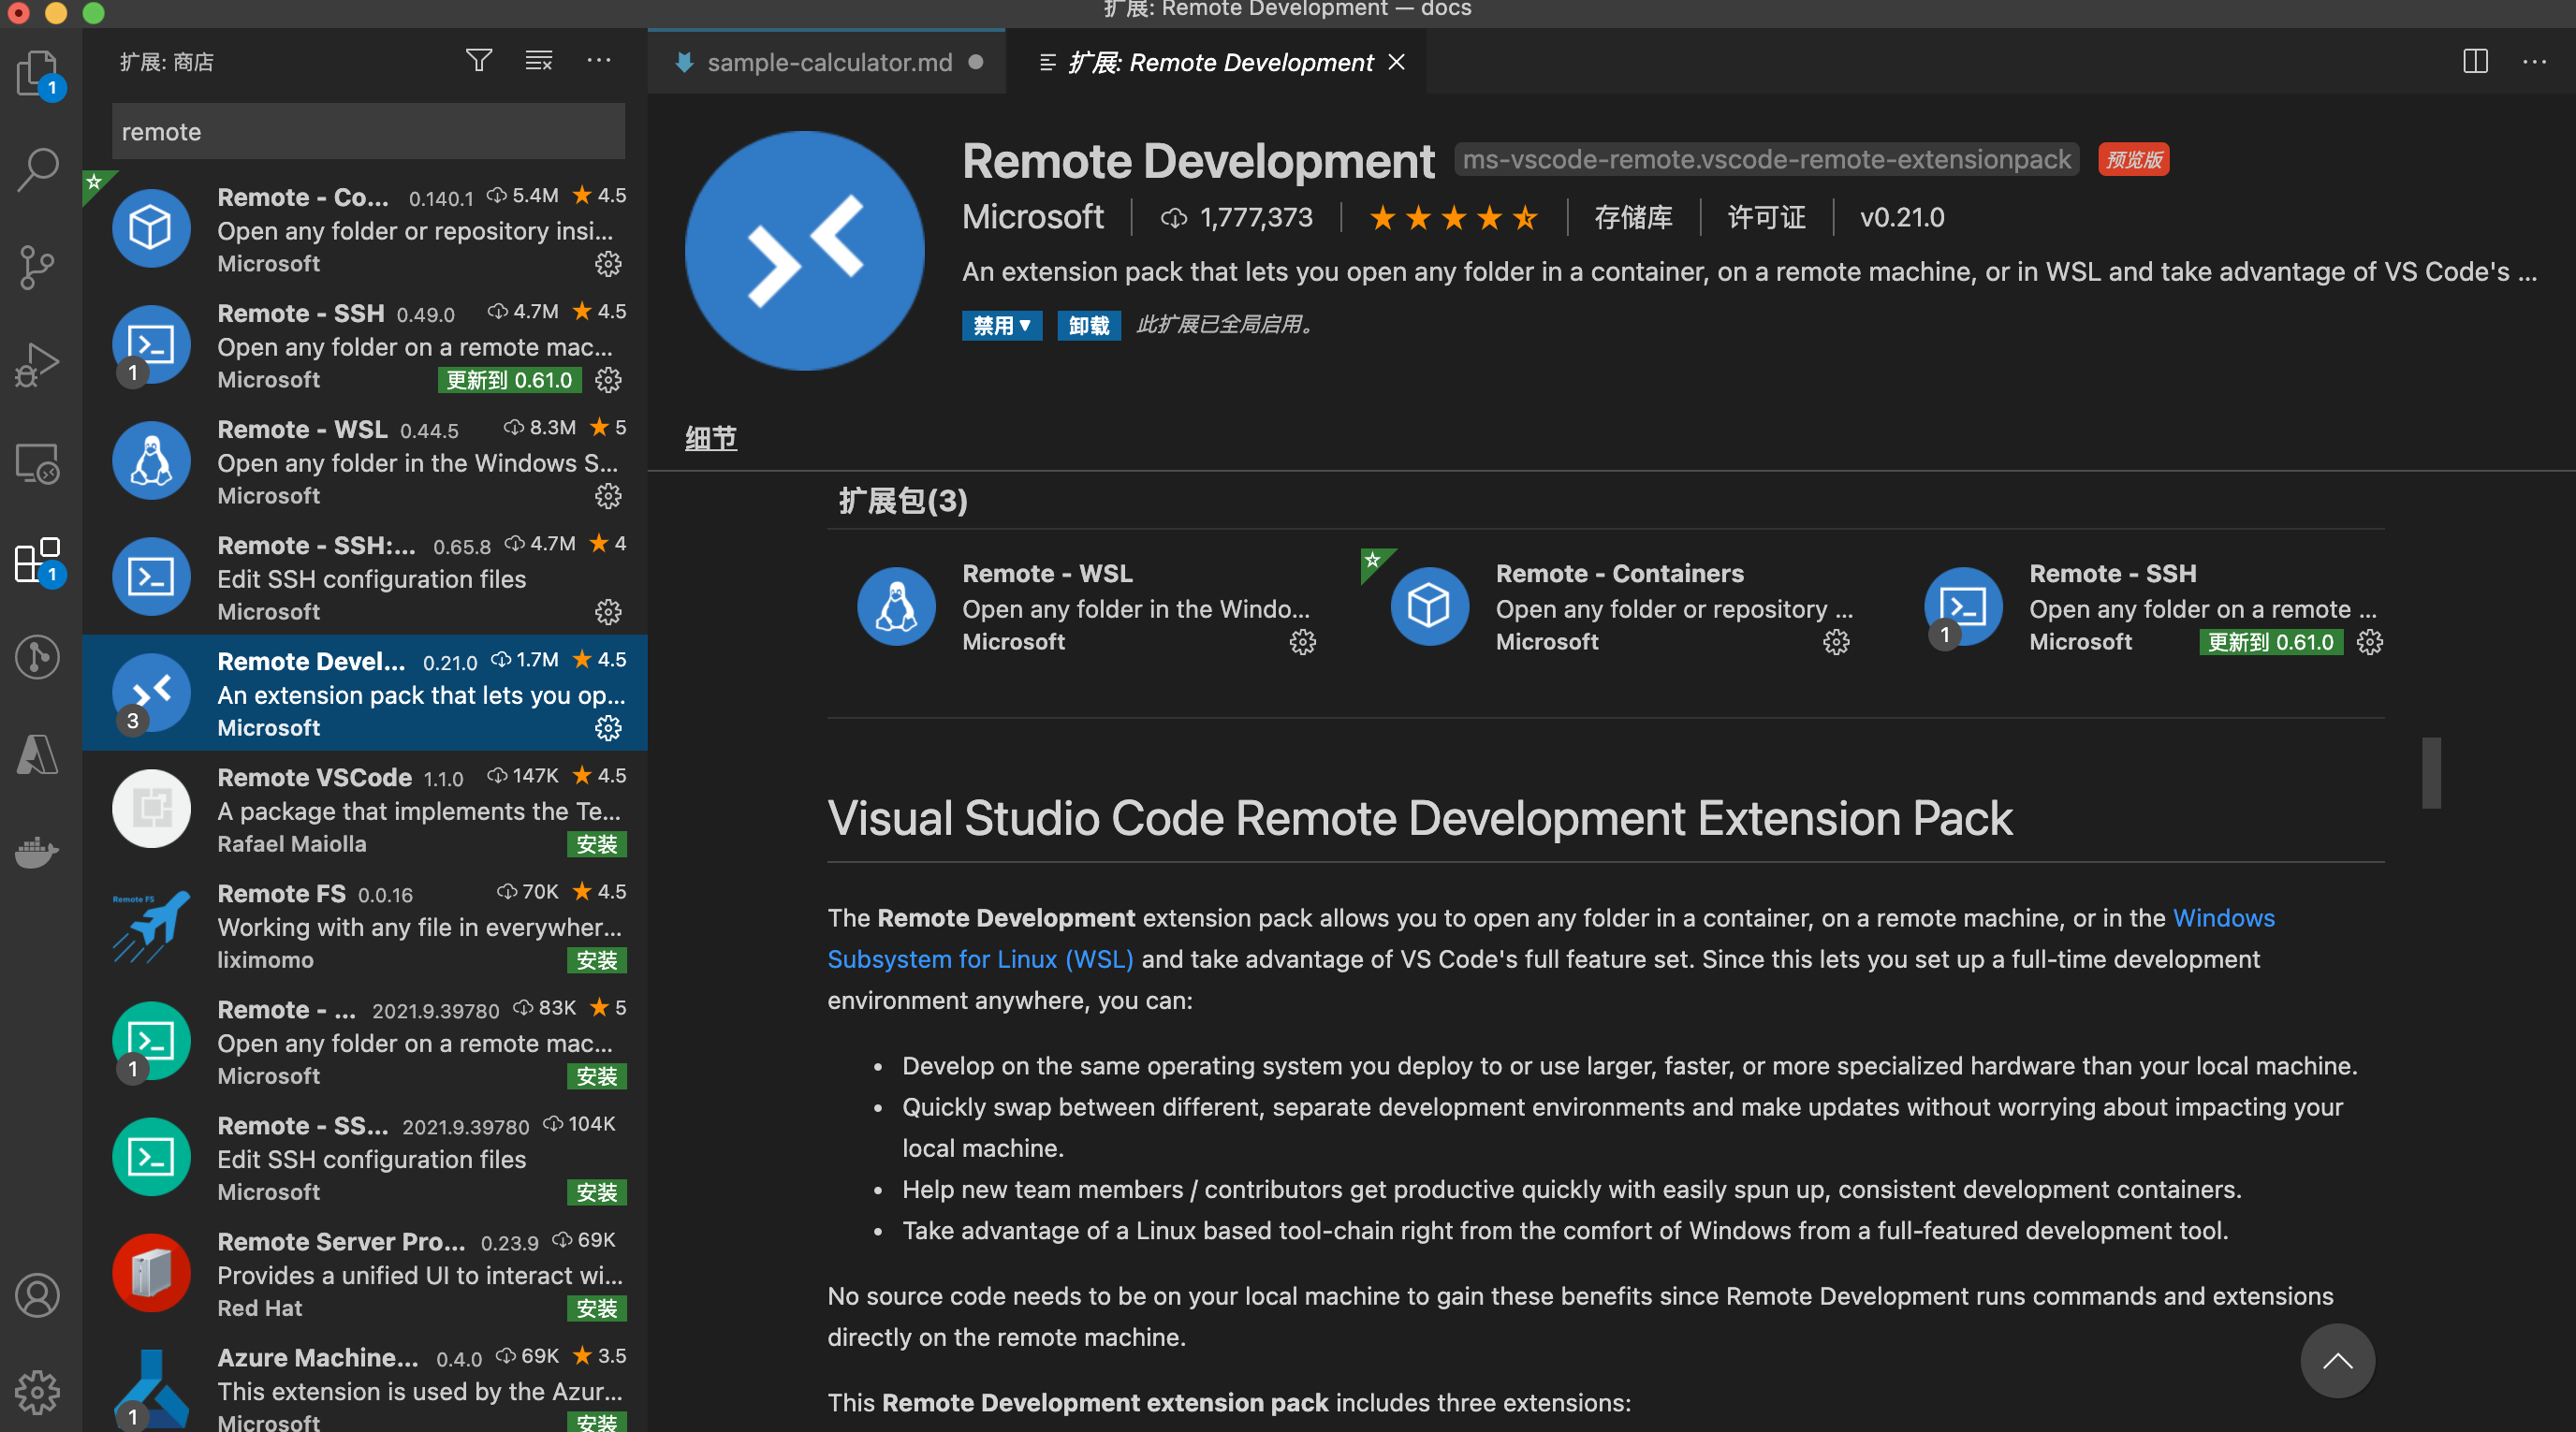 扩展: Remote Development — docs
扩展: 商店
remote
Remote - Co... 0.140.1 5.4M 4.5
Open any folder or repository insi...
Microsoft
Remote - SSH 0.49.0 4.7M 4.5
Open any folder on a remote mac...
1
Microsoft 更新到 0.61.0
Remote - WSL 0.44.5 8.3M 5
Open any folder in the Windows S...
Microsoft
Remote - SSH:... 0.65.8 4.7M 4
Edit SSH configuration files
Microsoft
Remote Devel... 0.21.0 1.7M 4.5
An extension pack that lets you op...
3
Microsoft
Remote VSCode 1.1.0 147K 4.5
A package that implements the Te...
Rafael Maiolla 安装
Remote FS
Remote FS 0.0.16 70K 4.5
Working with any file in everywher...
liximomo 安装
Remote - ... 2021.9.39780 83K 5
Open any folder on a remote mac...
1
Microsoft 安装
Remote - SS... 2021.9.39780 104K
Edit SSH configuration files
Microsoft 安装
Remote Server Pro... 0.23.9 69K
Provides a unified UI to interact wi...
Red Hat 安装
Azure Machine... 0.4.0 69K 3.5
This extension is used by the Azur...
1
Microsoft 安装
1
1
sample-calculator.md
扩展: Remote Development
Remote Development ms-vscode-remote.vscode-remote-extensionpack 预览版
Microsoft 1,777,373 存储库 许可证 v0.21.0
An extension pack that lets you open any folder in a container, on a remote machine, or in WSL and take advantage of VS Code's ...
禁用 卸载 此扩展已全局启用。
细节
扩展包(3)
Remote - WSL
Open any folder in the Windo...
Microsoft
Remote - Containers
Open any folder or repository ...
Microsoft
Remote - SSH
Open any folder on a remote ...
1
Microsoft 更新到 0.61.0
Visual Studio Code Remote Development Extension Pack
The Remote Development extension pack allows you to open any folder in a container, on a remote machine, or in the Windows
Subsystem for Linux (WSL) and take advantage of VS Code's full feature set. Since this lets you set up a full-time development
environment anywhere, you can:
• Develop on the same operating system you deploy to or use larger, faster, or more specialized hardware than your local machine.
• Quickly swap between different, separate development environments and make updates without worrying about impacting your
local machine.
• Help new team members / contributors get productive quickly with easily spun up, consistent development containers.
• Take advantage of a Linux based tool-chain right from the comfort of Windows from a full-featured development tool.
No source code needs to be on your local machine to gain these benefits since Remote Development runs commands and extensions
directly on the remote machine.
This Remote Development extension pack includes three extensions: